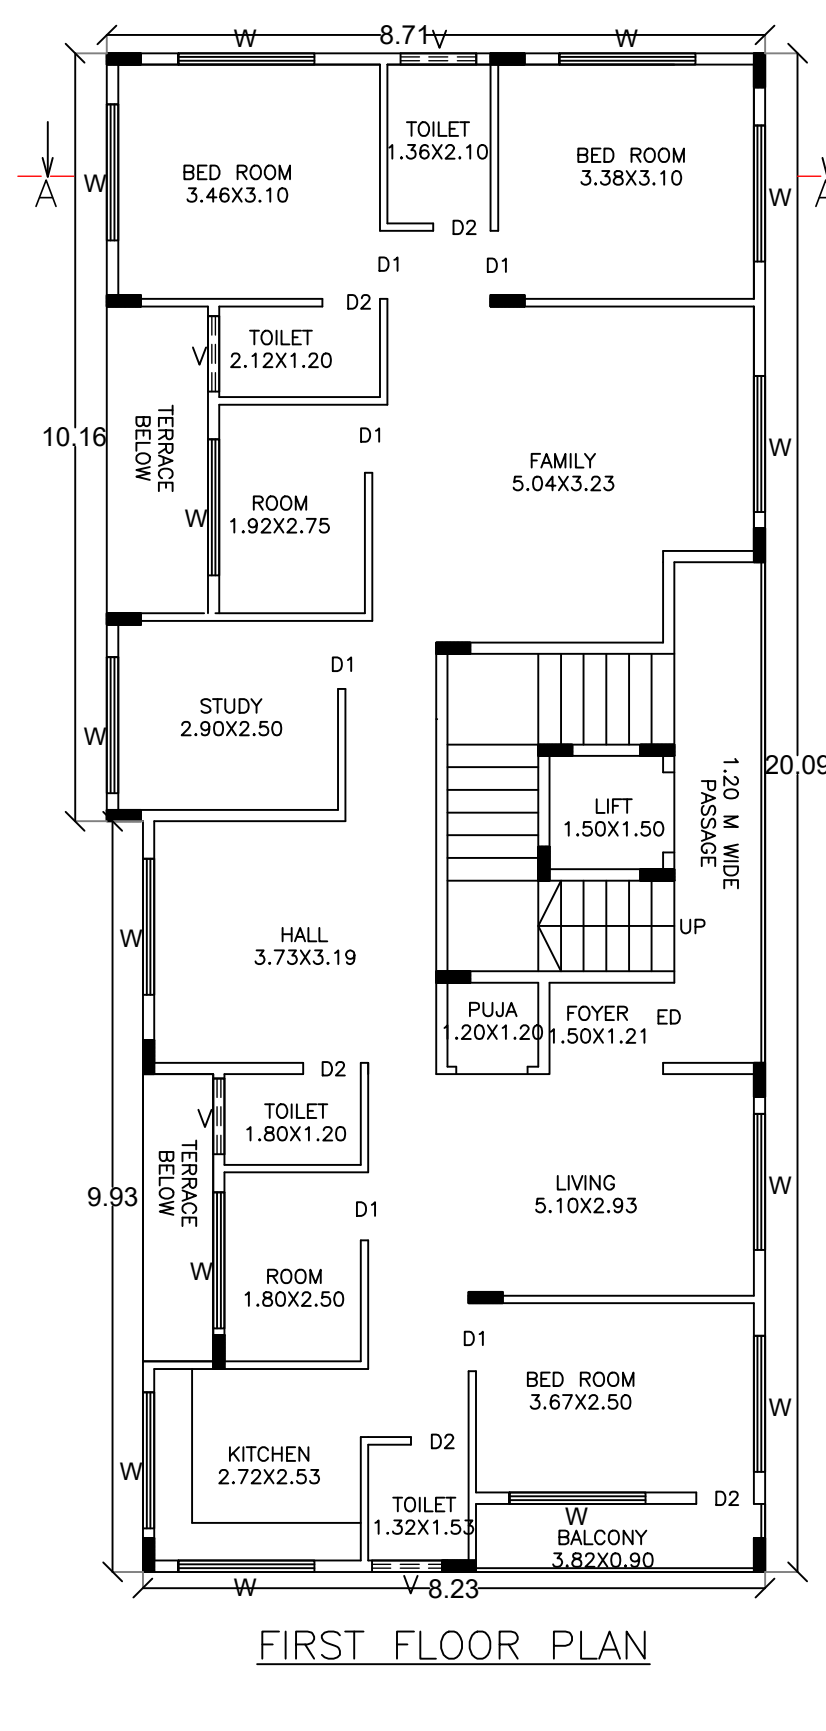 W
8.71
V
W
TOILET
1.36X2.10
BED ROOM
3.46X3.10
BED ROOM
3.38X3.10
A
W
W
A
D2
D1
D1
D2
TOILET
2.12X1.20
V
TERRACE
BELOW
10.16
D1
W
FAMILY
5.04X3.23
ROOM
1.92X2.75
W
D1
STUDY
2.90X2.50
W
1.20 M WIDE
PASSAGE
20.09
LIFT
1.50X1.50
UP
HALL
3.73X3.19
W
PUJA
1.20X1.20
FOYER
1.50X1.21
ED
D2
TOILET
1.80X1.20
V
TERRACE
BELOW
9.93
D1
LIVING
5.10X2.93
W
ROOM
1.80X2.50
W
D1
BED ROOM
3.67X2.50
W
D2
KITCHEN
2.72X2.53
W
TOILET
1.32X1.53
D2
W
BALCONY
3.82X0.90
W
V
8.23
FIRST FLOOR PLAN